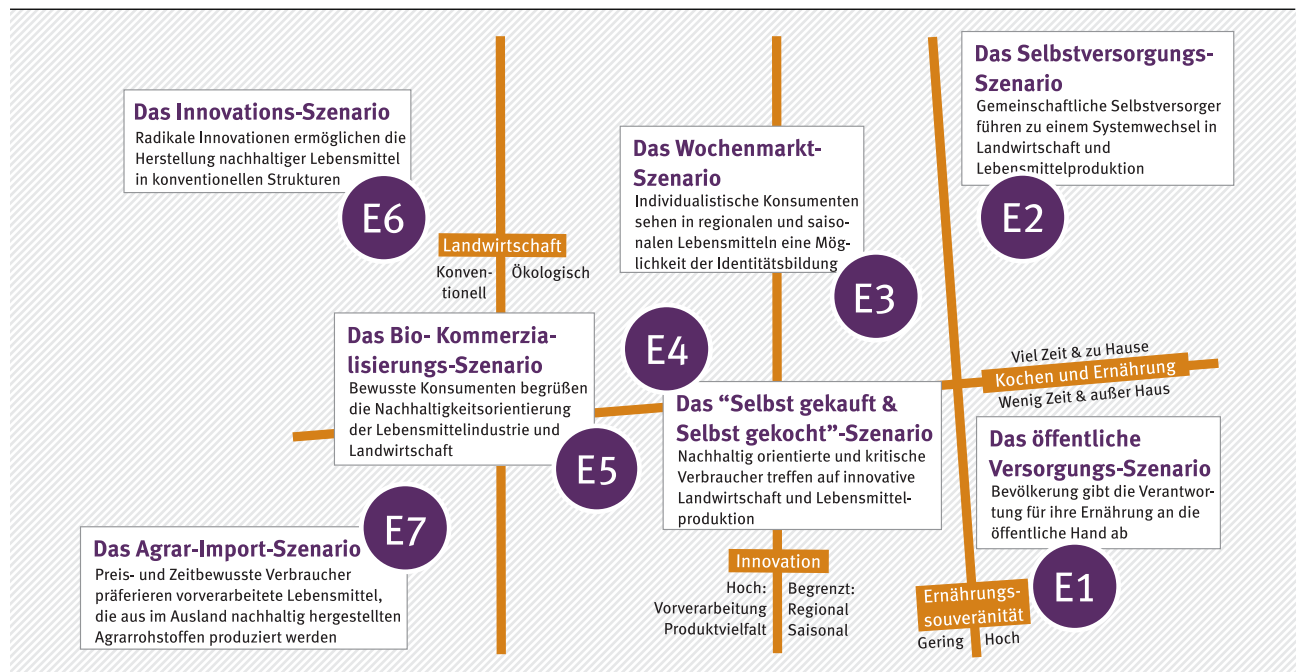 Das Innovations-Szenario
Radikale Innovationen ermöglichen die
Herstellung nachhaltiger Lebensmittel
in konventionellen Strukturen
E6
Landwirtschaft
Konven-
tionell
Ökologisch
Das Wochenmarkt-
Szenario
Individualistische Konsumenten
sehen in regionalen und saiso-
nalen Lebensmitteln eine Mög-
lichkeit der Identitätsbildung
E3
Das Selbstversorgungs-
Szenario
Gemeinschaftliche Selbstversorger
führen zu einem Systemwechsel in
Landwirtschaft und
Lebensmittelproduktion
E2
Das Bio- Kommerzia-
lisierungs-Szenario
Bewusste Konsumenten begrüßen
die Nachhaltigkeitsorientierung
der Lebensmittelindustrie und
Landwirtschaft
E5
E4
Das “Selbst gekauft &
Selbst gekocht”-Szenario
Nachhaltig orientierte und kritische
Verbraucher treffen auf innovative
Landwirtschaft und Lebensmittel-
produktion
Viel Zeit & zu Hause
Kochen und Ernährung
Wenig Zeit & außer Haus
Das öffentliche
Versorgungs-Szenario
Bevölkerung gibt die Verantwor-
tung für ihre Ernährung an die
öffentliche Hand ab
E1
E7
Das Agrar-Import-Szenario
Preis- und Zeitbewusste Verbraucher
präferieren vorverarbeitete Lebensmittel,
die aus im Ausland nachhaltig hergestellten
Agrarrohstoffen produziert werden
Innovation
Hoch:
Vorverarbeitung
Produktvielfalt
Begrenzt:
Regional
Saisonal
Ernährungs-
souveränität
Gering
Hoch